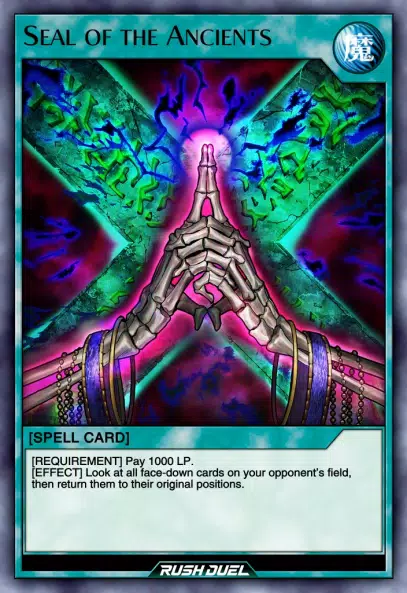 Seal of the Ancients
魔
[SPELL CARD]
[REQUIREMENT] Pay 1000 LP.
[EFFECT] Look at all face-down cards on your opponent's field,
then return them to their original positions.
RUSH DUEL